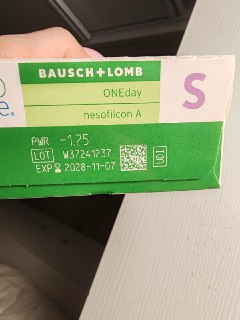 BAUSCH + LOMB
ONEday
nesofilcon A
S
PWR -1.25
LOT W37241237
EXP 2028-11-07